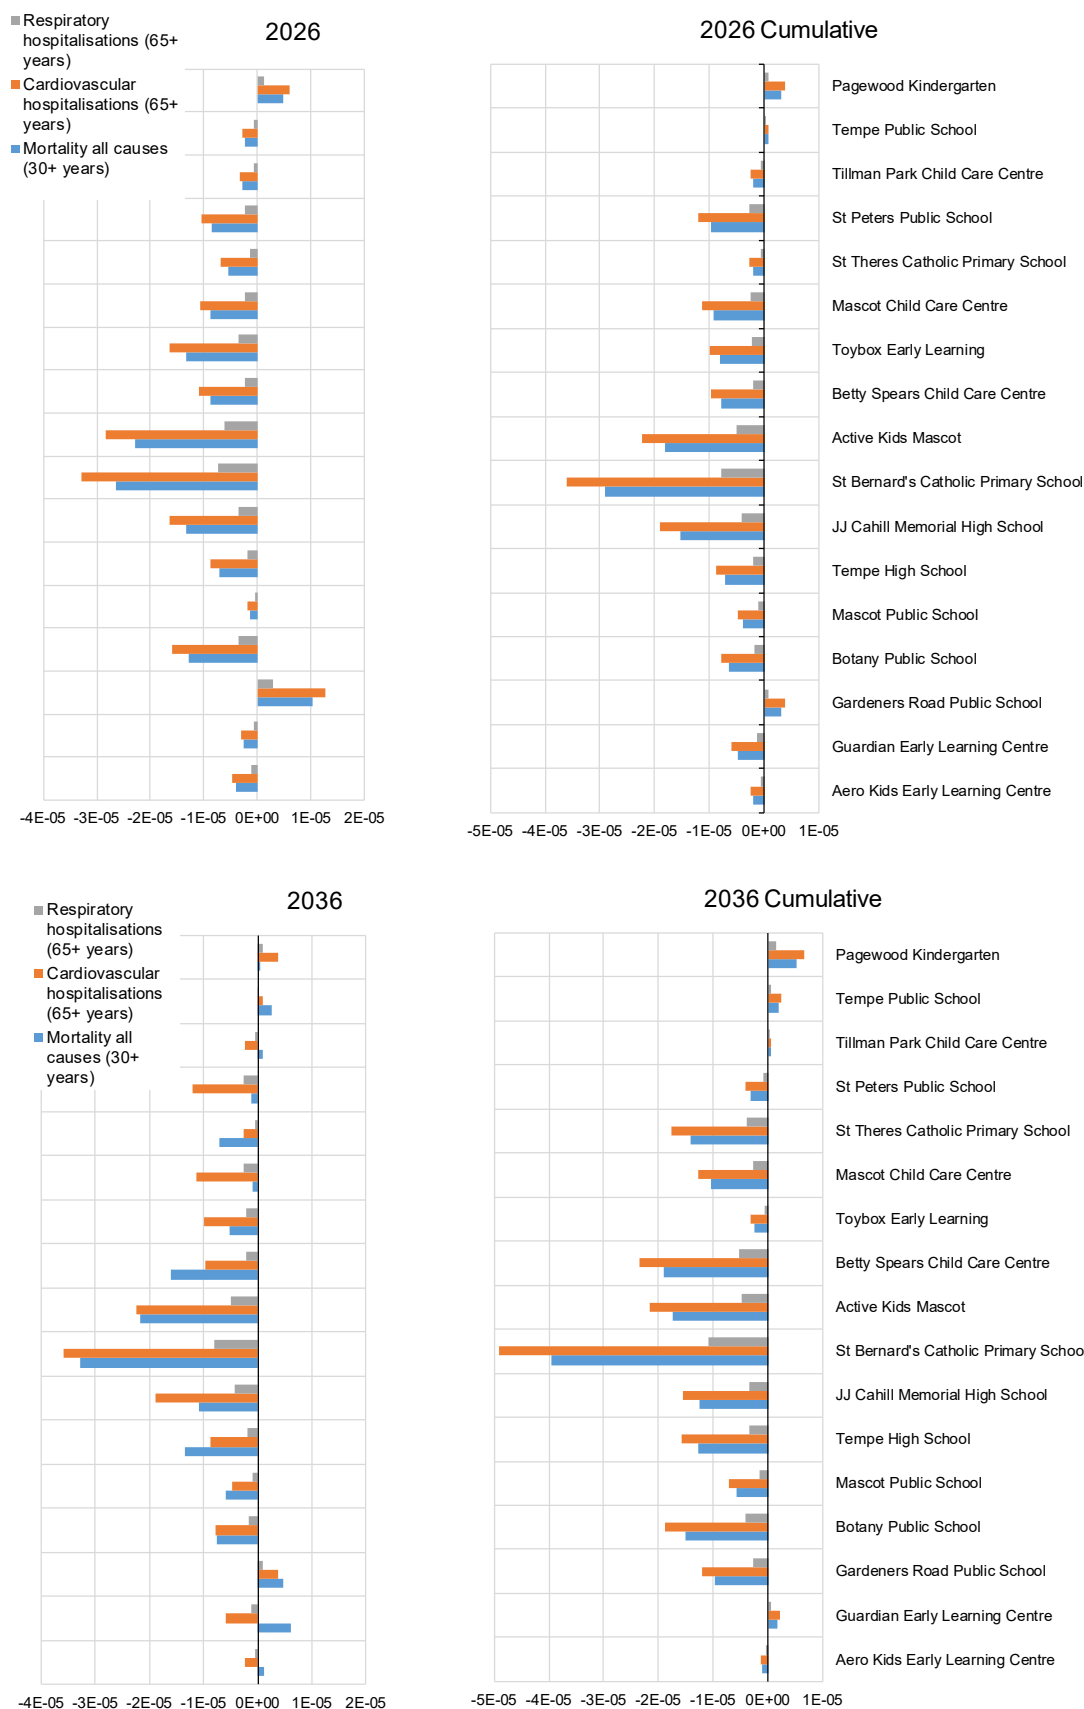 Respiratory
hospitalisations (65+
years)
Cardiovascular
hospitalisations (65+
years)
Mortality all causes
(30+ years)
2026
-4E-05 -3E-05 -2E-05 -1E-05 0E+00 1E-05 2E-05
2026 Cumulative
Pagewood Kindergarten
Tempe Public School
Tillman Park Child Care Centre
St Peters Public School
St Theres Catholic Primary School
Mascot Child Care Centre
Toybox Early Learning
Betty Spears Child Care Centre
Active Kids Mascot
St Bernard's Catholic Primary School
JJ Cahill Memorial High School
Tempe High School
Mascot Public School
Botany Public School
Gardeners Road Public School
Guardian Early Learning Centre
Aero Kids Early Learning Centre
-5E-05 -4E-05 -3E-05 -2E-05 -1E-05 0E+00 1E-05
Respiratory
hospitalisations
(65+ years)
Cardiovascular
hospitalisations
(65+ years)
Mortality all
causes (30+
years)
2036
-4E-05 -3E-05 -2E-05 -1E-05 0E+00 1E-05 2E-05
2036 Cumulative
Pagewood Kindergarten
Tempe Public School
Tillman Park Child Care Centre
St Peters Public School
St Theres Catholic Primary School
Mascot Child Care Centre
Toybox Early Learning
Betty Spears Child Care Centre
Active Kids Mascot
St Bernard's Catholic Primary Schoo
JJ Cahill Memorial High School
Tempe High School
Mascot Public School
Botany Public School
Gardeners Road Public School
Guardian Early Learning Centre
Aero Kids Early Learning Centre
-5E-05 -4E-05 -3E-05 -2E-05 -1E-05 0E+00 1E-05